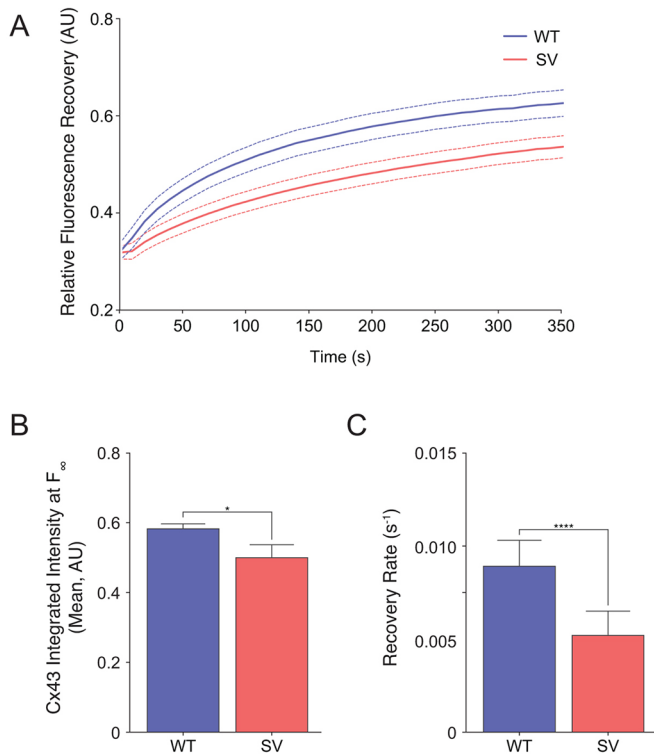 A
Relative Fluorescence Recovery (AU)
0.8
0.6
0.4
0.2
WT
SV
0 50 100 150 200 250 300 350
Time (s)
B
Cx43 Integrated Intensity at F∞
(Mean, AU)
0.8
0.6
0.4
0.2
0
*
WT SV
C
Recovery Rate (s-1)
0.015
0.010
0.005
0
****
WT SV